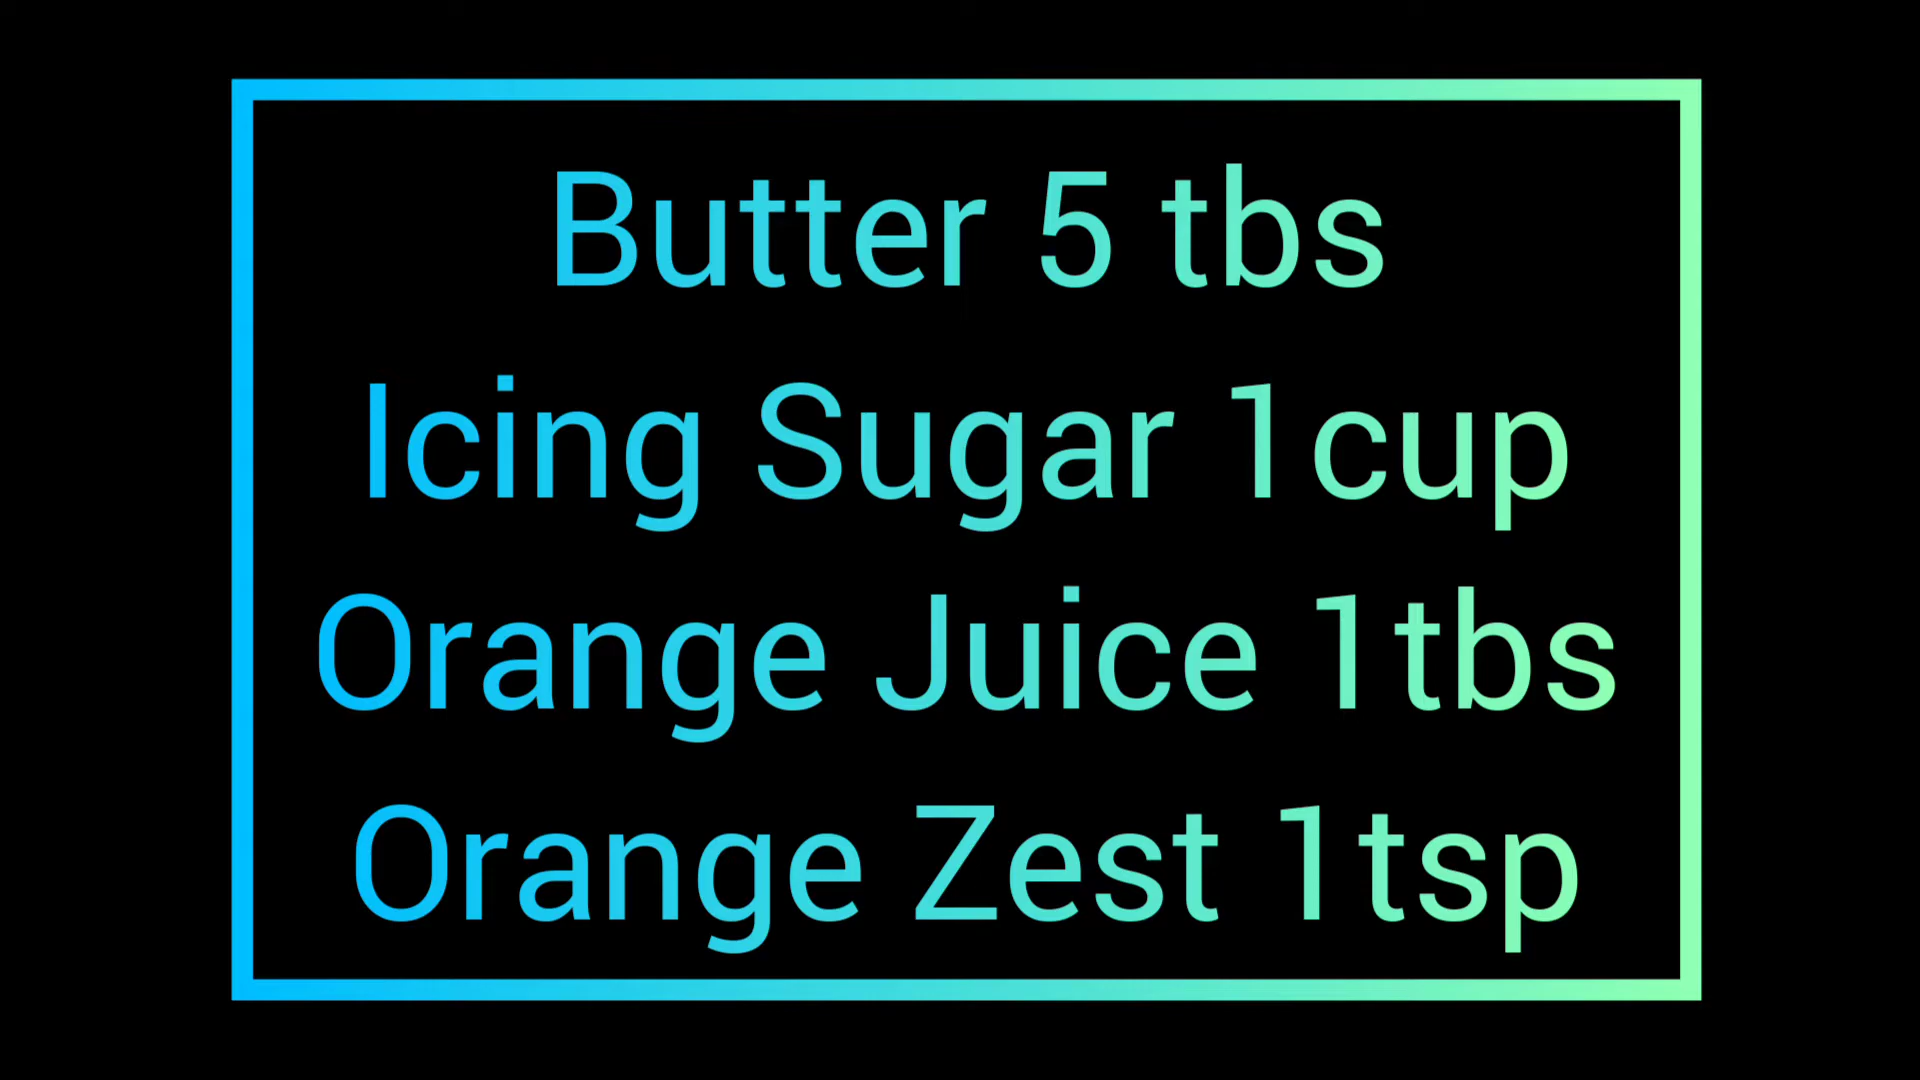 Butter 5 tbs
Icing Sugar 1cup
Orange Juice 1tbs
Orange Zest 1tsp